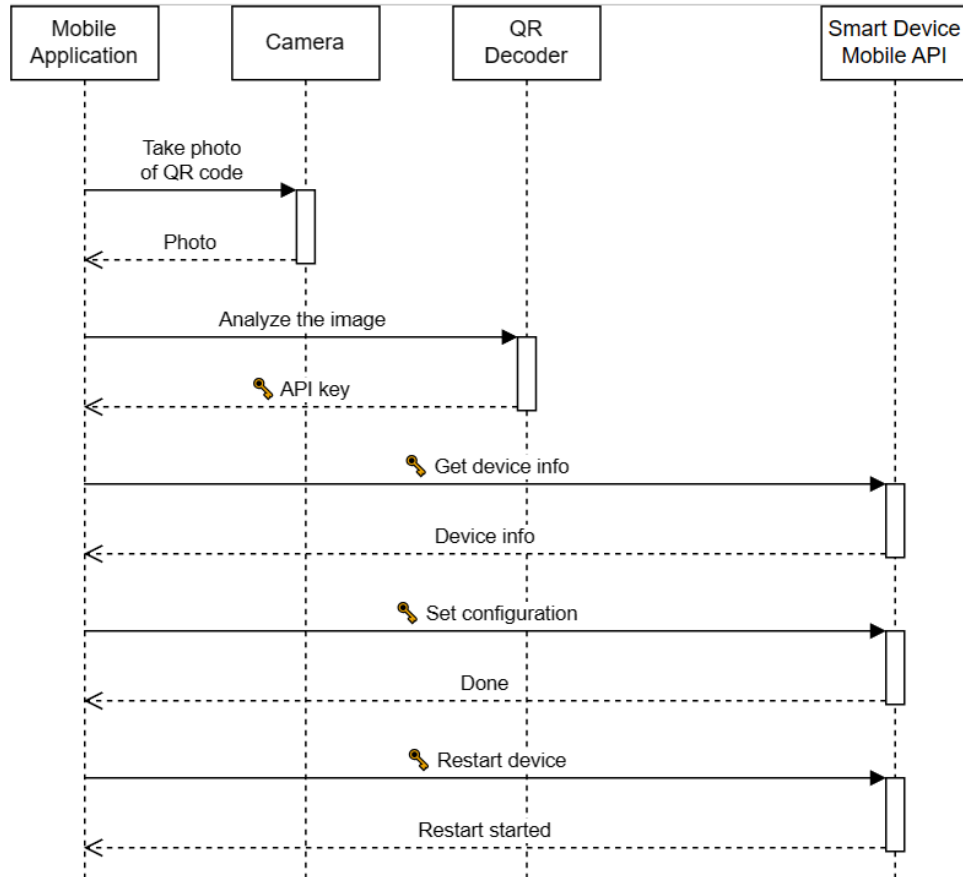 Mobile
Application
Camera
QR
Decoder
Smart Device
Mobile API
Take photo
of QR code
Photo
Analyze the image
API key
Get device info
Device info
Set configuration
Done
Restart device
Restart started